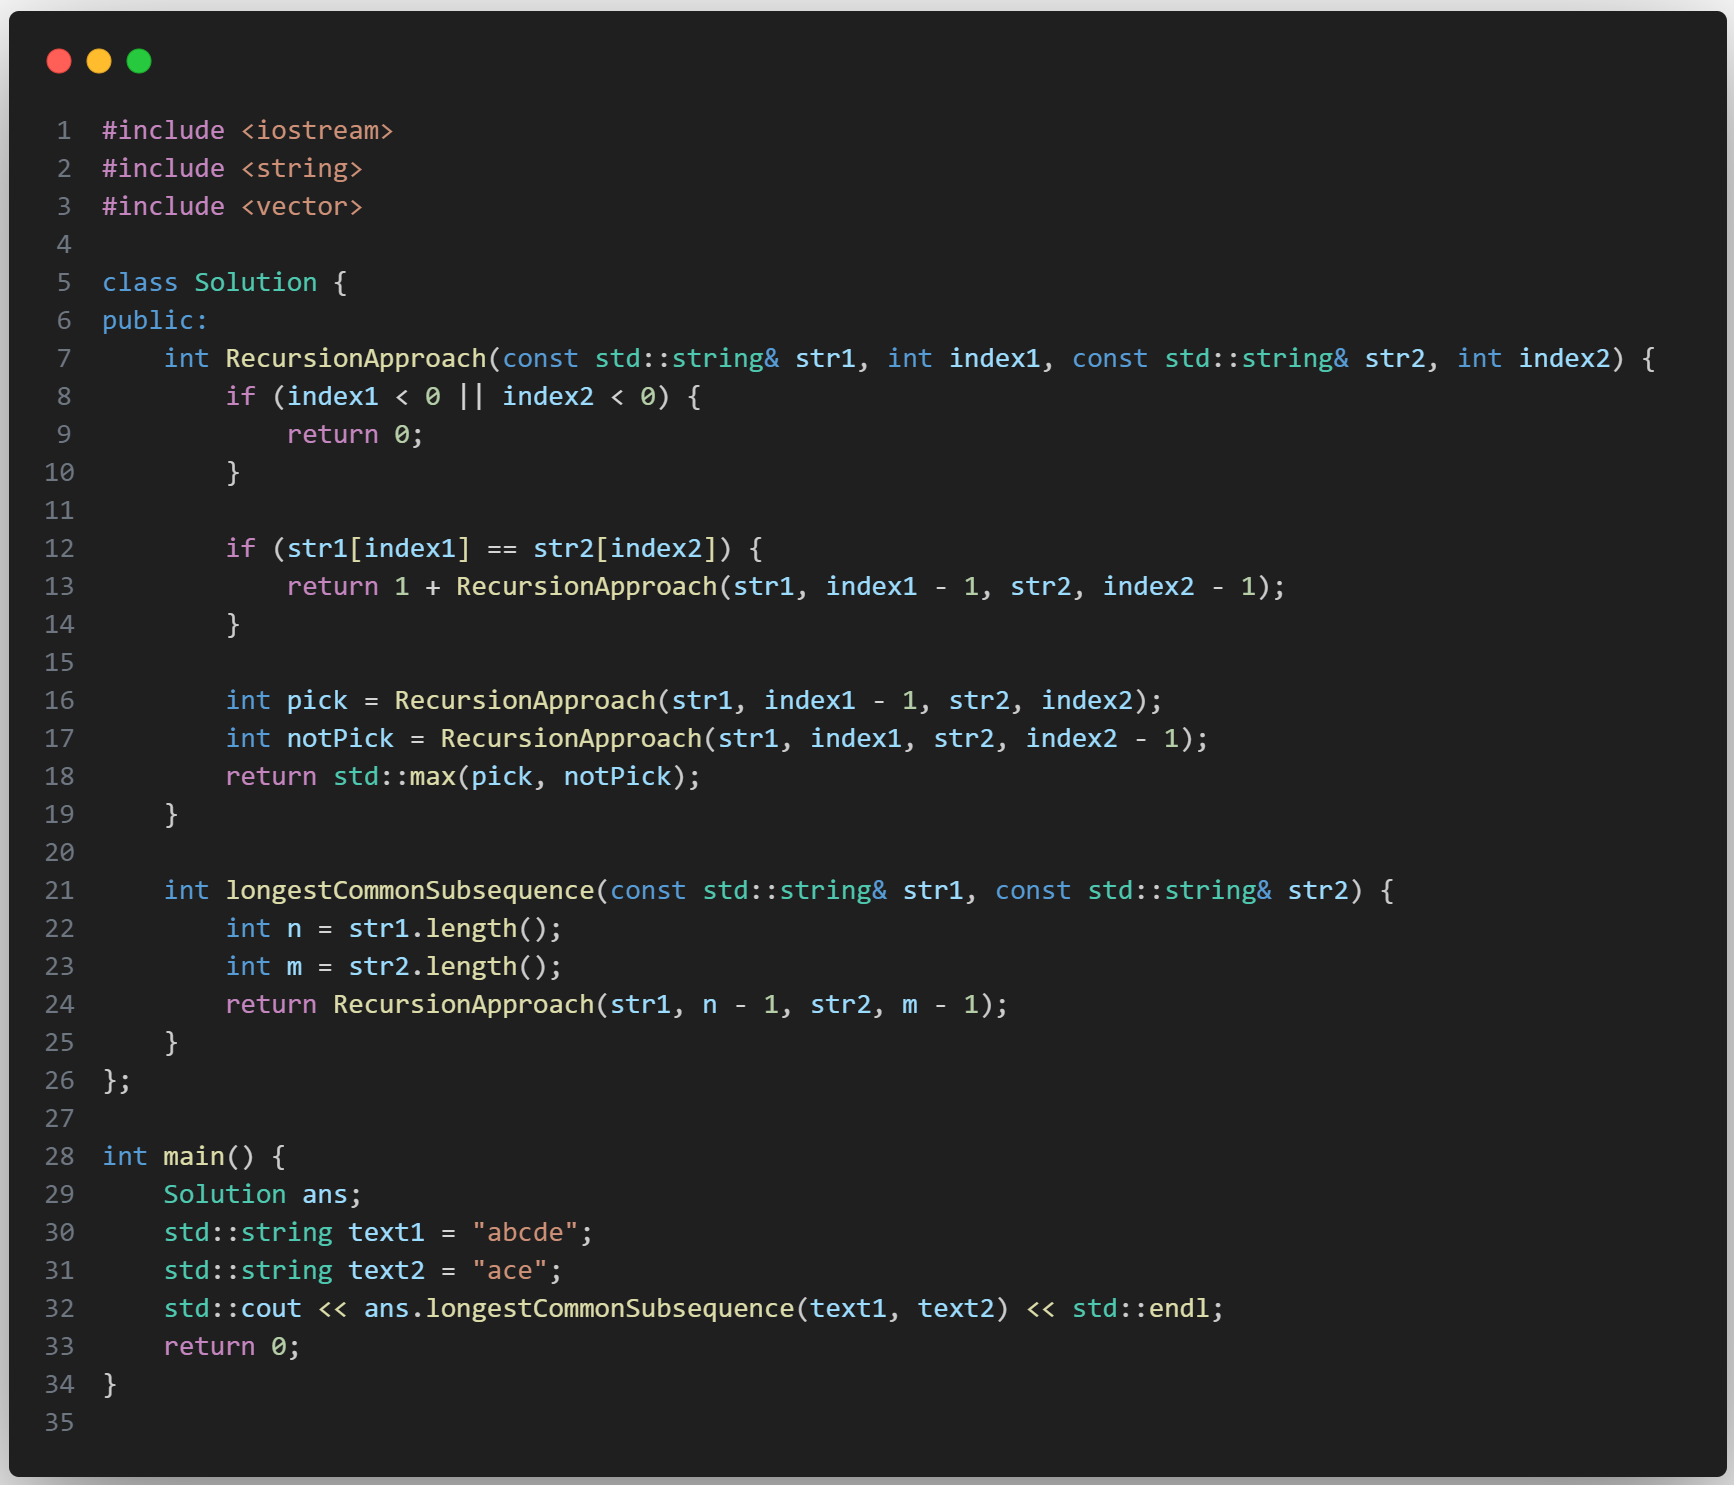 1 #include <iostream>
2 #include <string>
3 #include <vector>
4
5 class Solution {
6 public:
7     int RecursionApproach(const std::string& str1, int index1, const std::string& str2, int index2) {
8         if (index1 < 0 || index2 < 0) {
9             return 0;
10         }
11
12         if (str1[index1] == str2[index2]) {
13             return 1 + RecursionApproach(str1, index1 - 1, str2, index2 - 1);
14         }
15
16         int pick = RecursionApproach(str1, index1 - 1, str2, index2);
17         int notPick = RecursionApproach(str1, index1, str2, index2 - 1);
18         return std::max(pick, notPick);
19     }
20
21     int longestCommonSubsequence(const std::string& str1, const std::string& str2) {
22         int n = str1.length();
23         int m = str2.length();
24         return RecursionApproach(str1, n - 1, str2, m - 1);
25     }
26 };
27
28 int main() {
29     Solution ans;
30     std::string text1 = "abcde";
31     std::string text2 = "ace";
32     std::cout << ans.longestCommonSubsequence(text1, text2) << std::endl;
33     return 0;
34 }
35